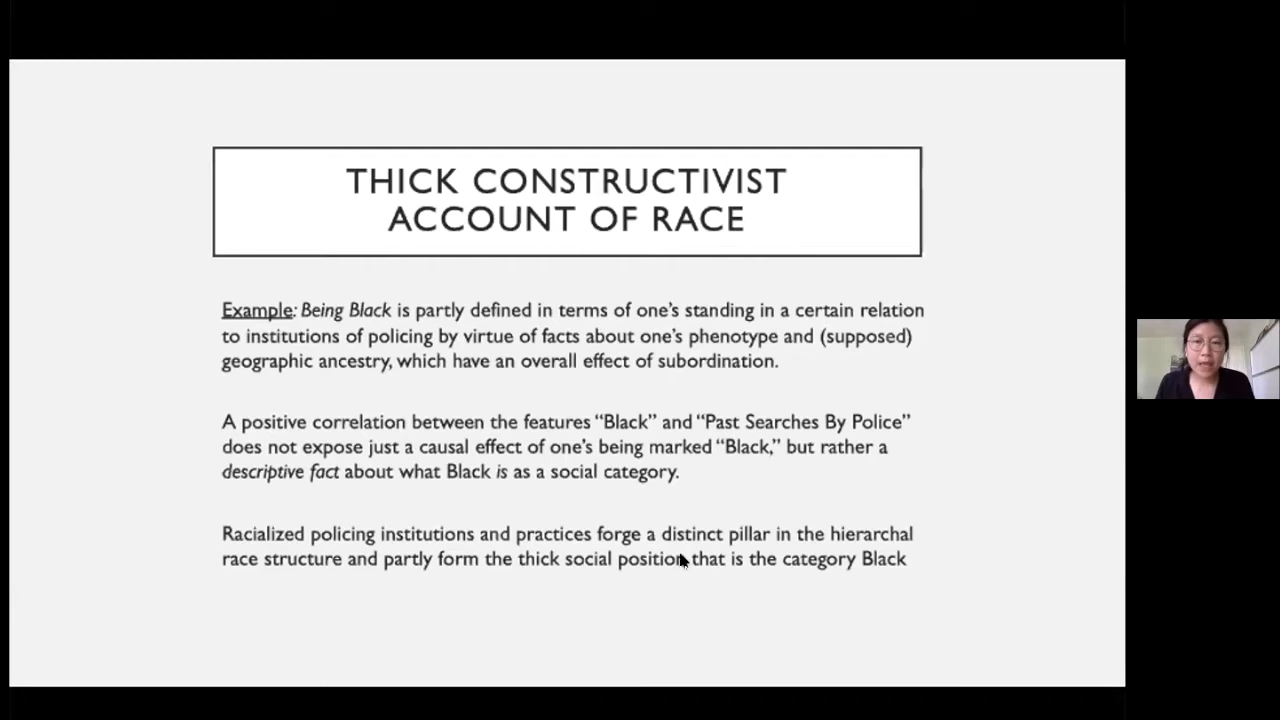 THICK CONSTRUCTIVIST
ACCOUNT OF RACE
Example: Being Black is partly defined in terms of one's standing in a certain relation
to institutions of policing by virtue of facts about one's phenotype and (supposed)
geographic ancestry, which have an overall effect of subordination.
A positive correlation between the features “Black” and “Past Searches By Police”
does not expose just a causal effect of one's being marked “Black,” but rather a
descriptive fact about what Black is as a social category.
Racialized policing institutions and practices forge a distinct pillar in the hierarchal
race structure and partly form the thick social position that is the category Black